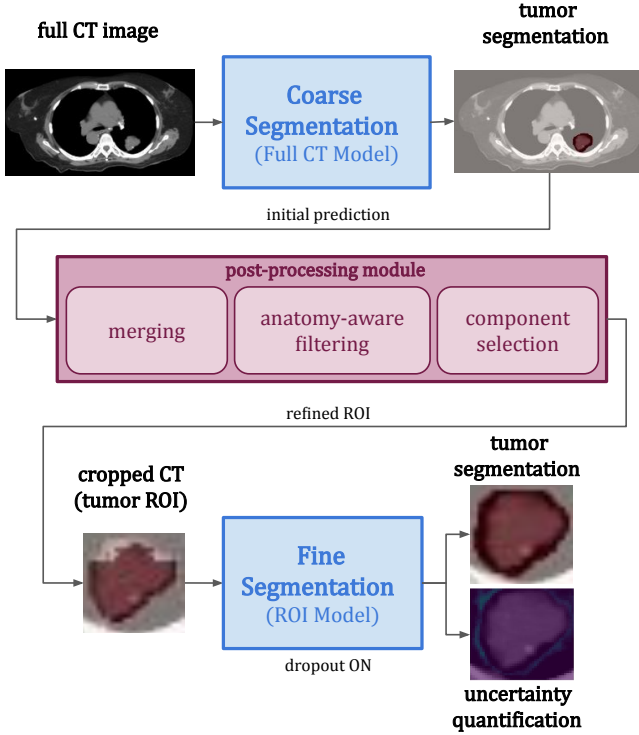 full CT image
tumor
segmentation
Coarse
Segmentation
(Full CT Model)
initial prediction
post-processing module
merging
anatomy-aware
filtering
component
selection
refined ROI
cropped CT
(tumor ROI)
tumor
segmentation
Fine
Segmentation
(ROI Model)
dropout ON
uncertainty
quantification